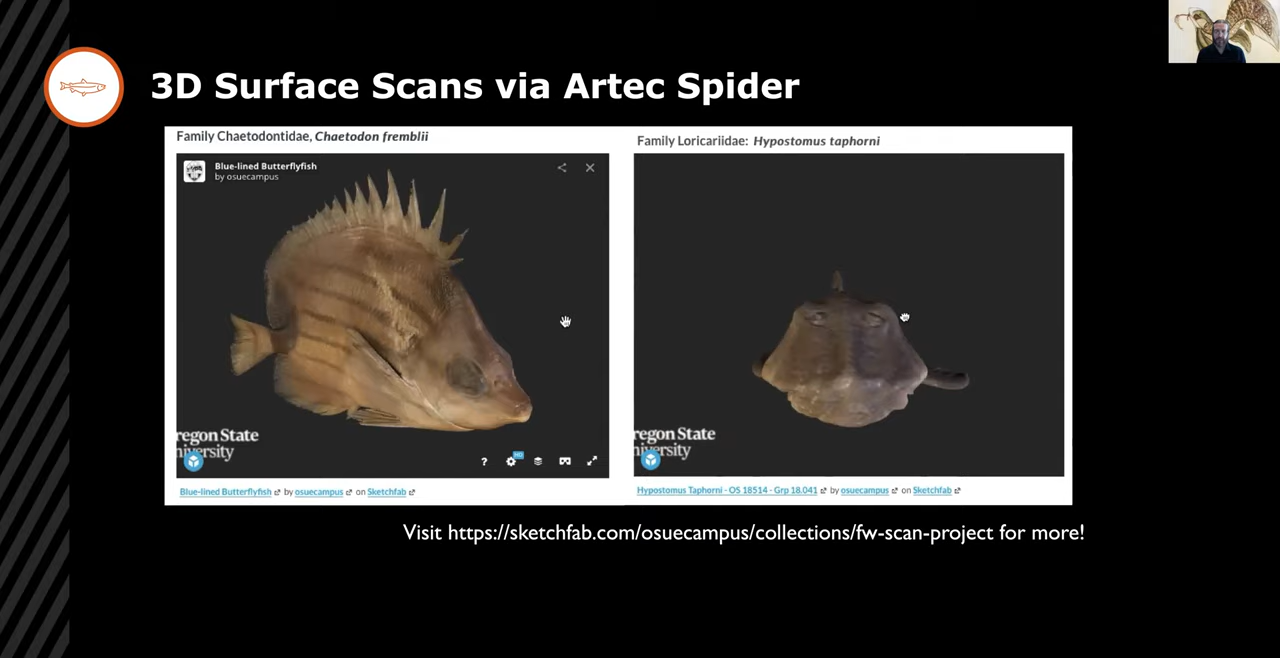 3D Surface Scans via Artec Spider
Family Chaetodontidae, Chaetodon fremblii
Blue-lined Butterflyfish
by osuecampus
regon State
niversity
?
HD
Blue-lined Butterflyfish by osuecampus on Sketchfab
Family Loricariidae: Hypostomus taphorni
regon State
niversity
Hypostomus Taphorni - OS 18514 - Grp 18.041 by osuecampus on Sketchfab
Visit https://sketchfab.com/osuecampus/collections/fw-scan-project for more!